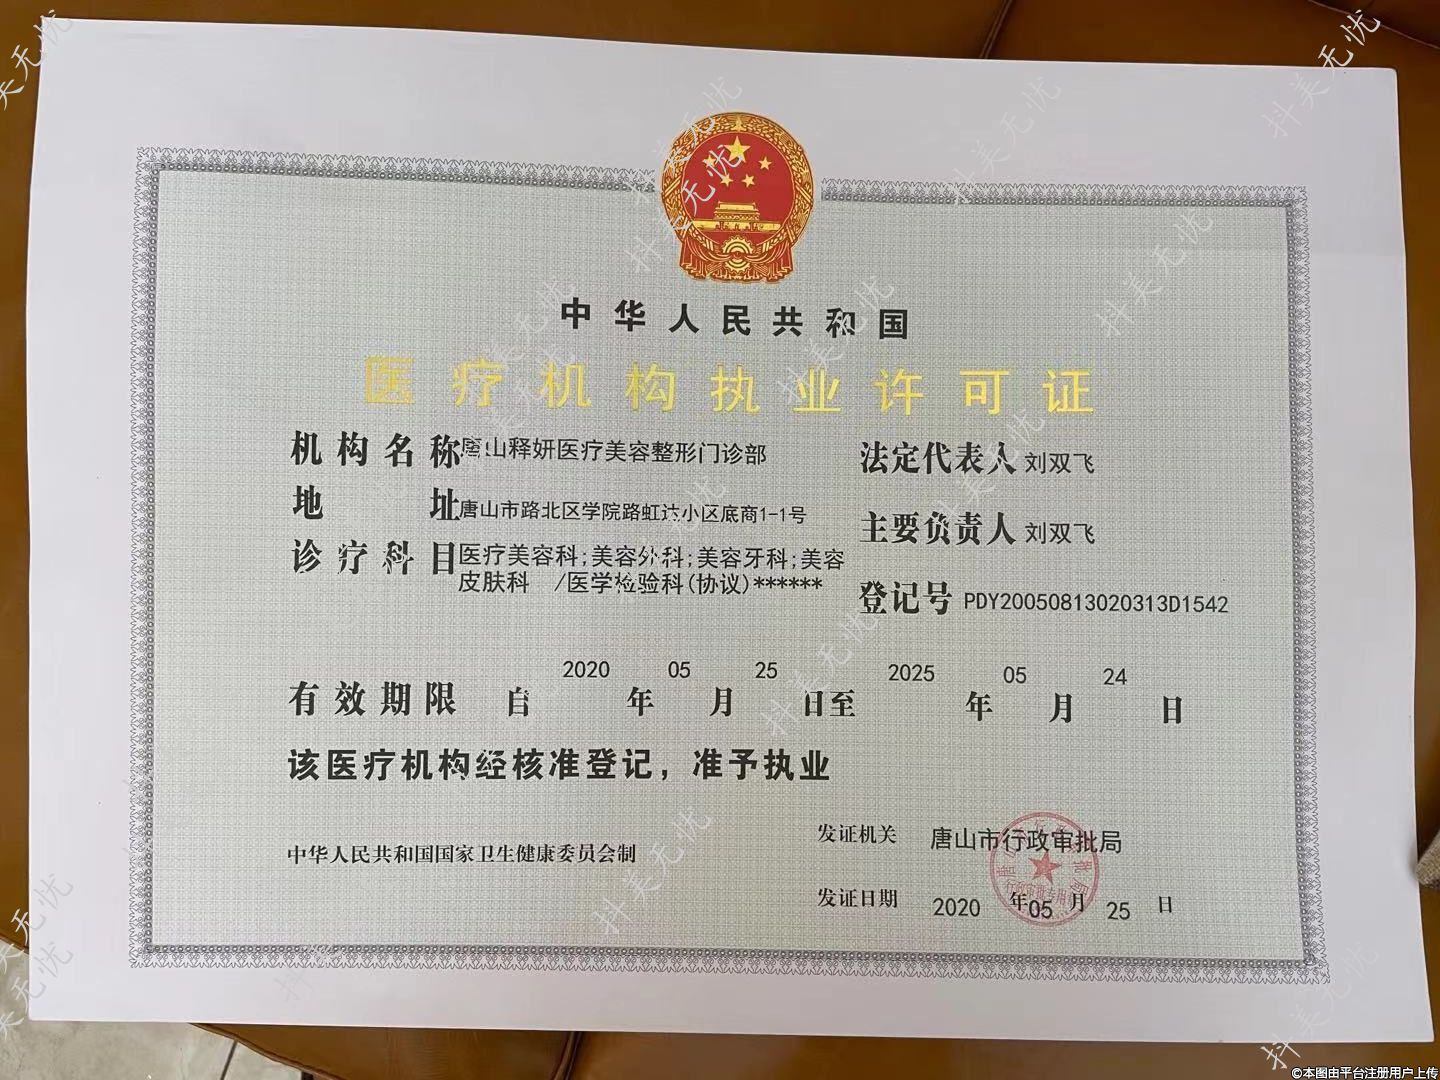 中华人民共和国
医疗机构执业许可证
机构名称 唐山释妍医疗美容整形门诊部
法定代表人 刘双飞
地址 唐山市路北区学院路虹达小区底商1-1号
主要负责人 刘双飞
诊疗科目 医疗美容科;美容外科;美容牙科;美容
皮肤科 /医学检验科(协议)******
登记号 PDY20050813020313D1542
有效期限 自 2020 年 05 月 25 日至 2025 年 05 月 24 日
该医疗机构经核准登记，准予执业
发证机关 唐山市行政审批局
中华人民共和国国家卫生健康委员会制
发证日期 2020 年 05 月 25 日
抖美无忧
©本图由平台注册用户上传